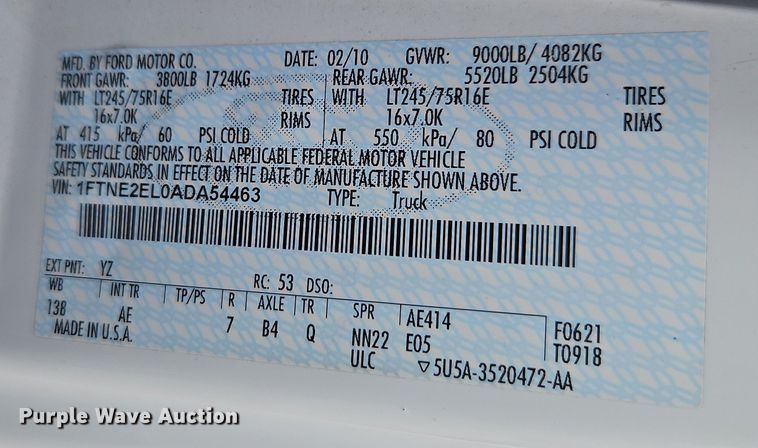 MFD. BY FORD MOTOR CO. DATE: 02/10 GVWR: 9000LB/ 4082KG
FRONT GAWR: 3800LB 1724KG REAR GAWR: 5520LB 2504KG
WITH LT245/75R16E TIRES WITH LT245/75R16E TIRES
16x7.0K RIMS 16x7.0K RIMS
AT 415 kPa/ 60 PSI COLD AT 550 kPa/ 80 PSI COLD
THIS VEHICLE CONFORMS TO ALL APPLICABLE FEDERAL MOTOR VEHICLE
SAFETY STANDARDS IN EFFECT ON THE DATE OF MANUFACTURE SHOWN ABOVE.
VIN: 1FTNE2EL0ADA54463 TYPE: Truck
EXT PNT: YZ RC: 53 DSO:
WB INT TR TP/PS R AXLE TR SPR AE414 F0621
138 AE 7 B4 Q NN22 E05 T0918
MADE IN U.S.A. ULC ▽5U5A-3520472-AA
Purple Wave Auction